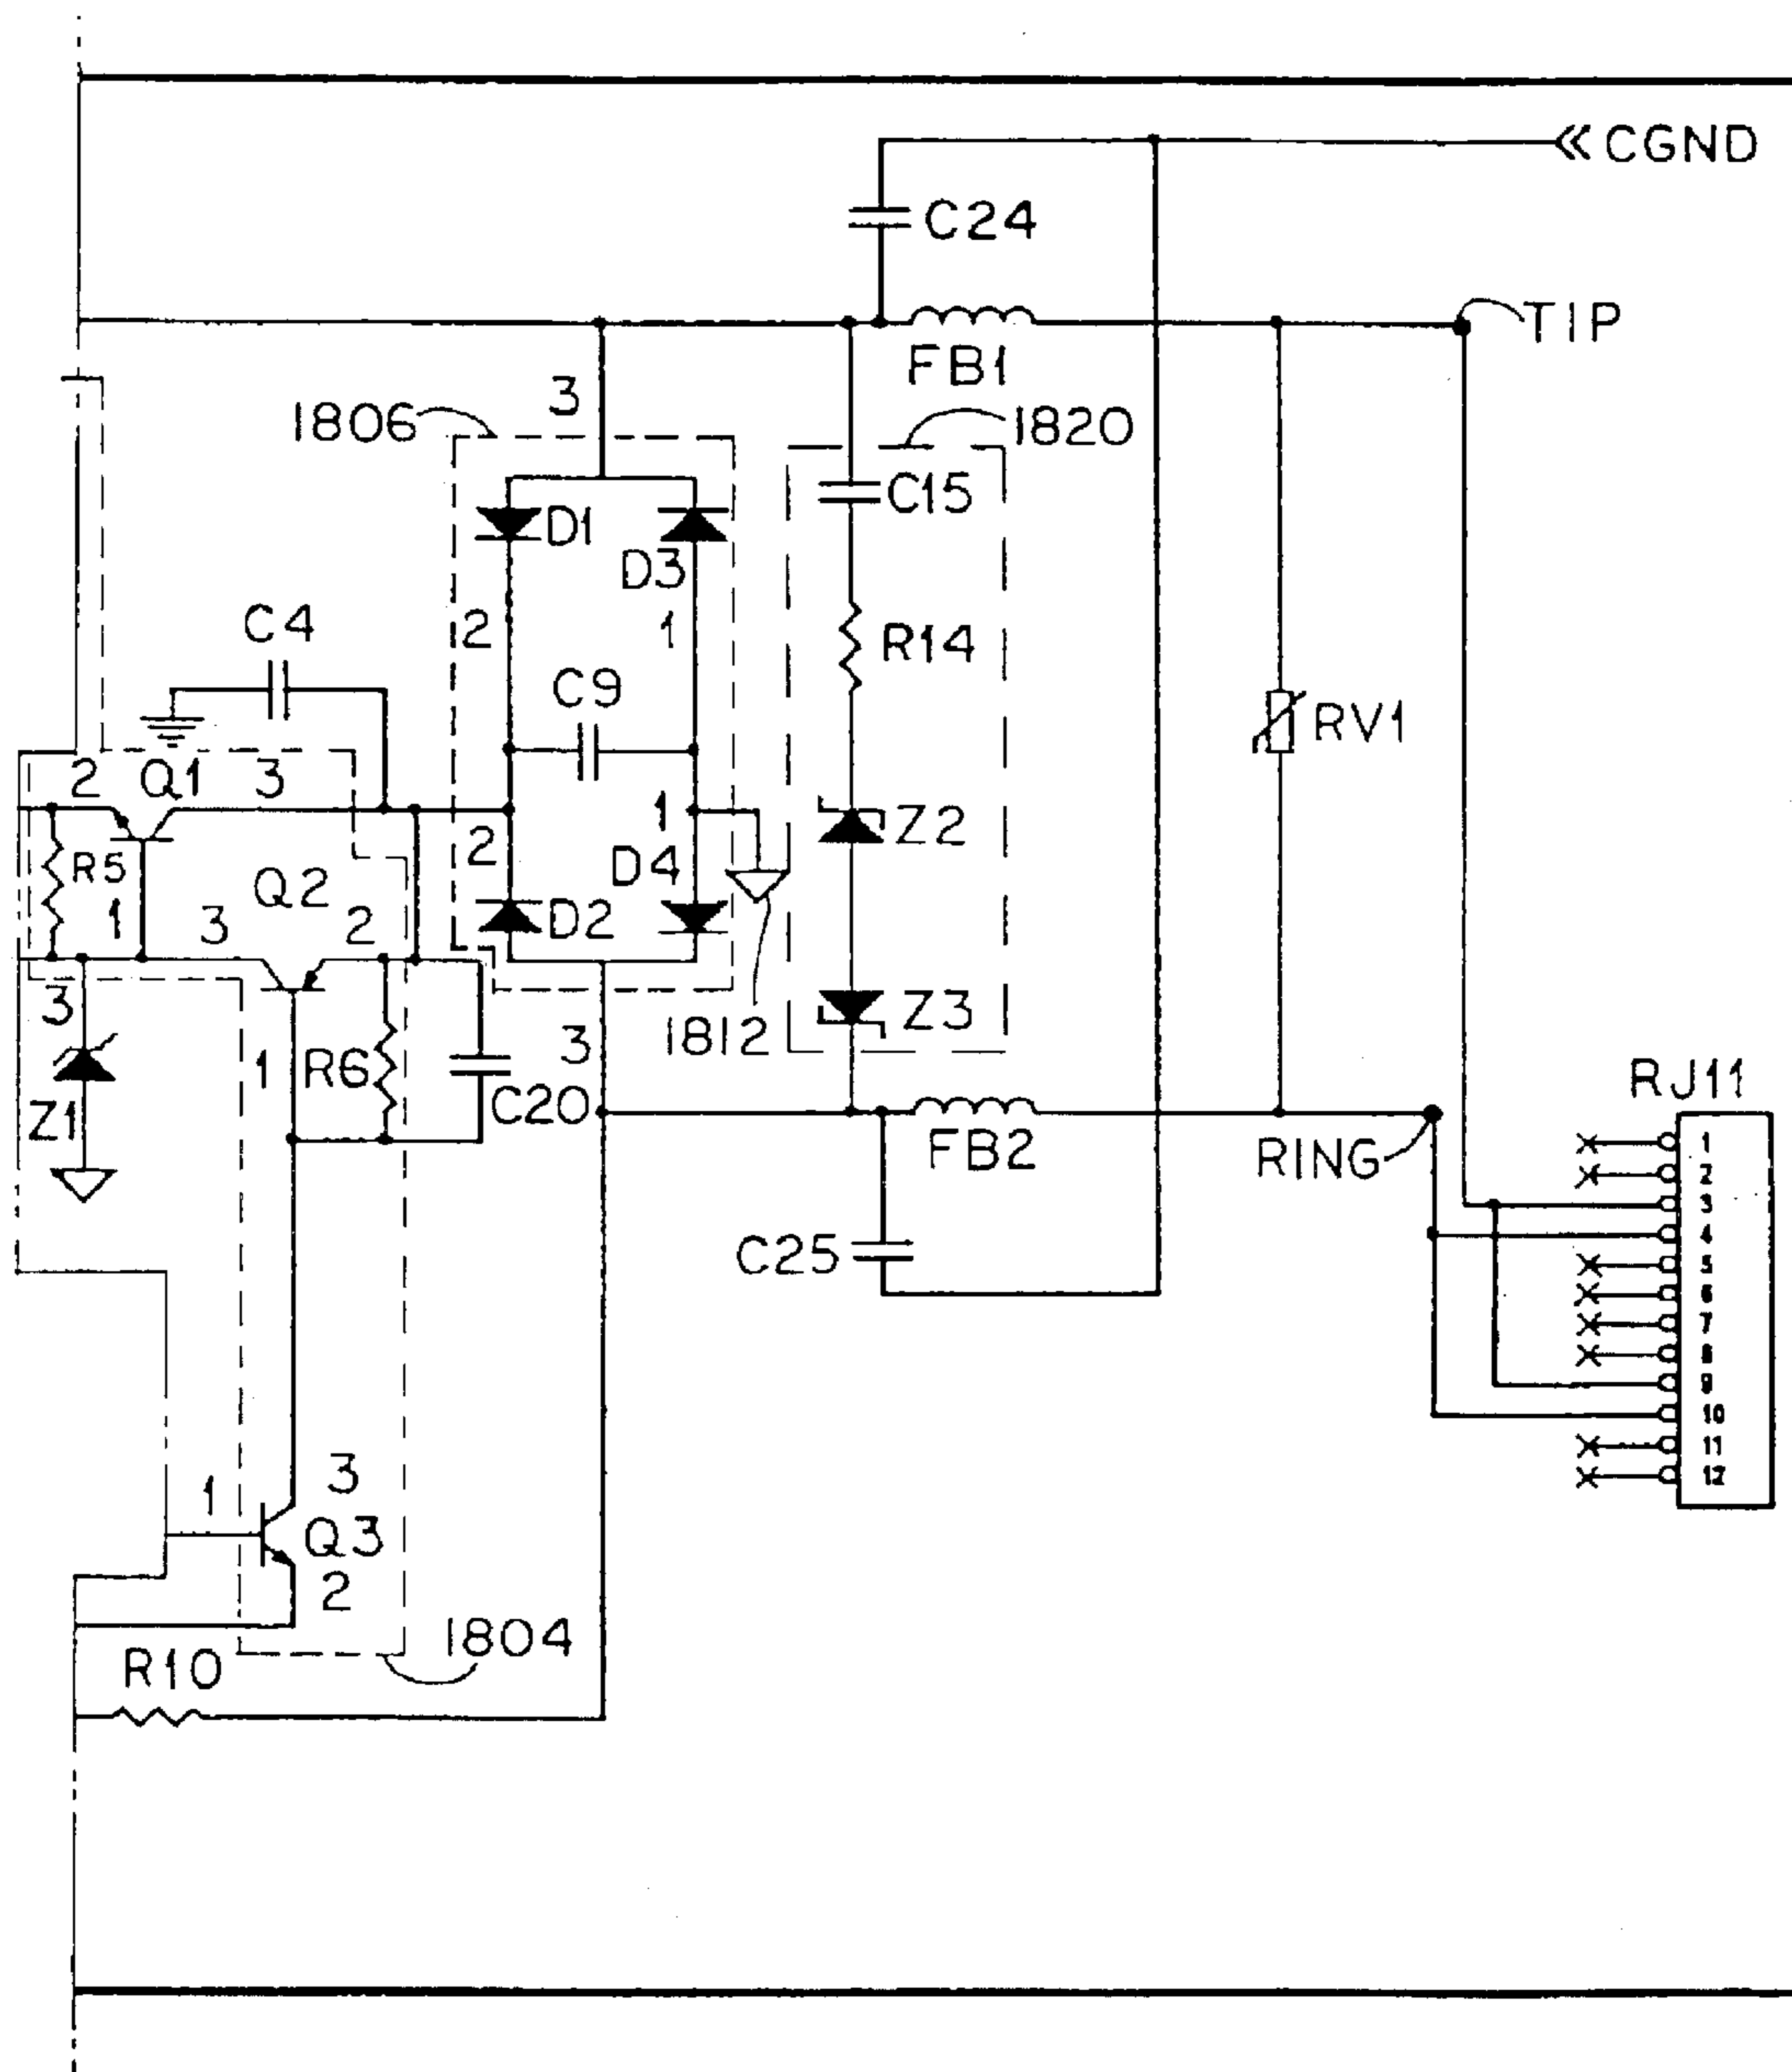 CGND
C24
TIP
FB1
3
1806
1820
C15
D1
D3
2
1
C4
R14
C9
RV1
2
Q1
3
1
Z2
R5
2
D4
Q2
1
3
2
D2
3
Z3
1812
1
R6
3
C20
Z1
RJ11
FB2
RING
1
2
3
4
C25
5
6
7
8
9
10
11
12
3
1
Q3
2
1804
R10